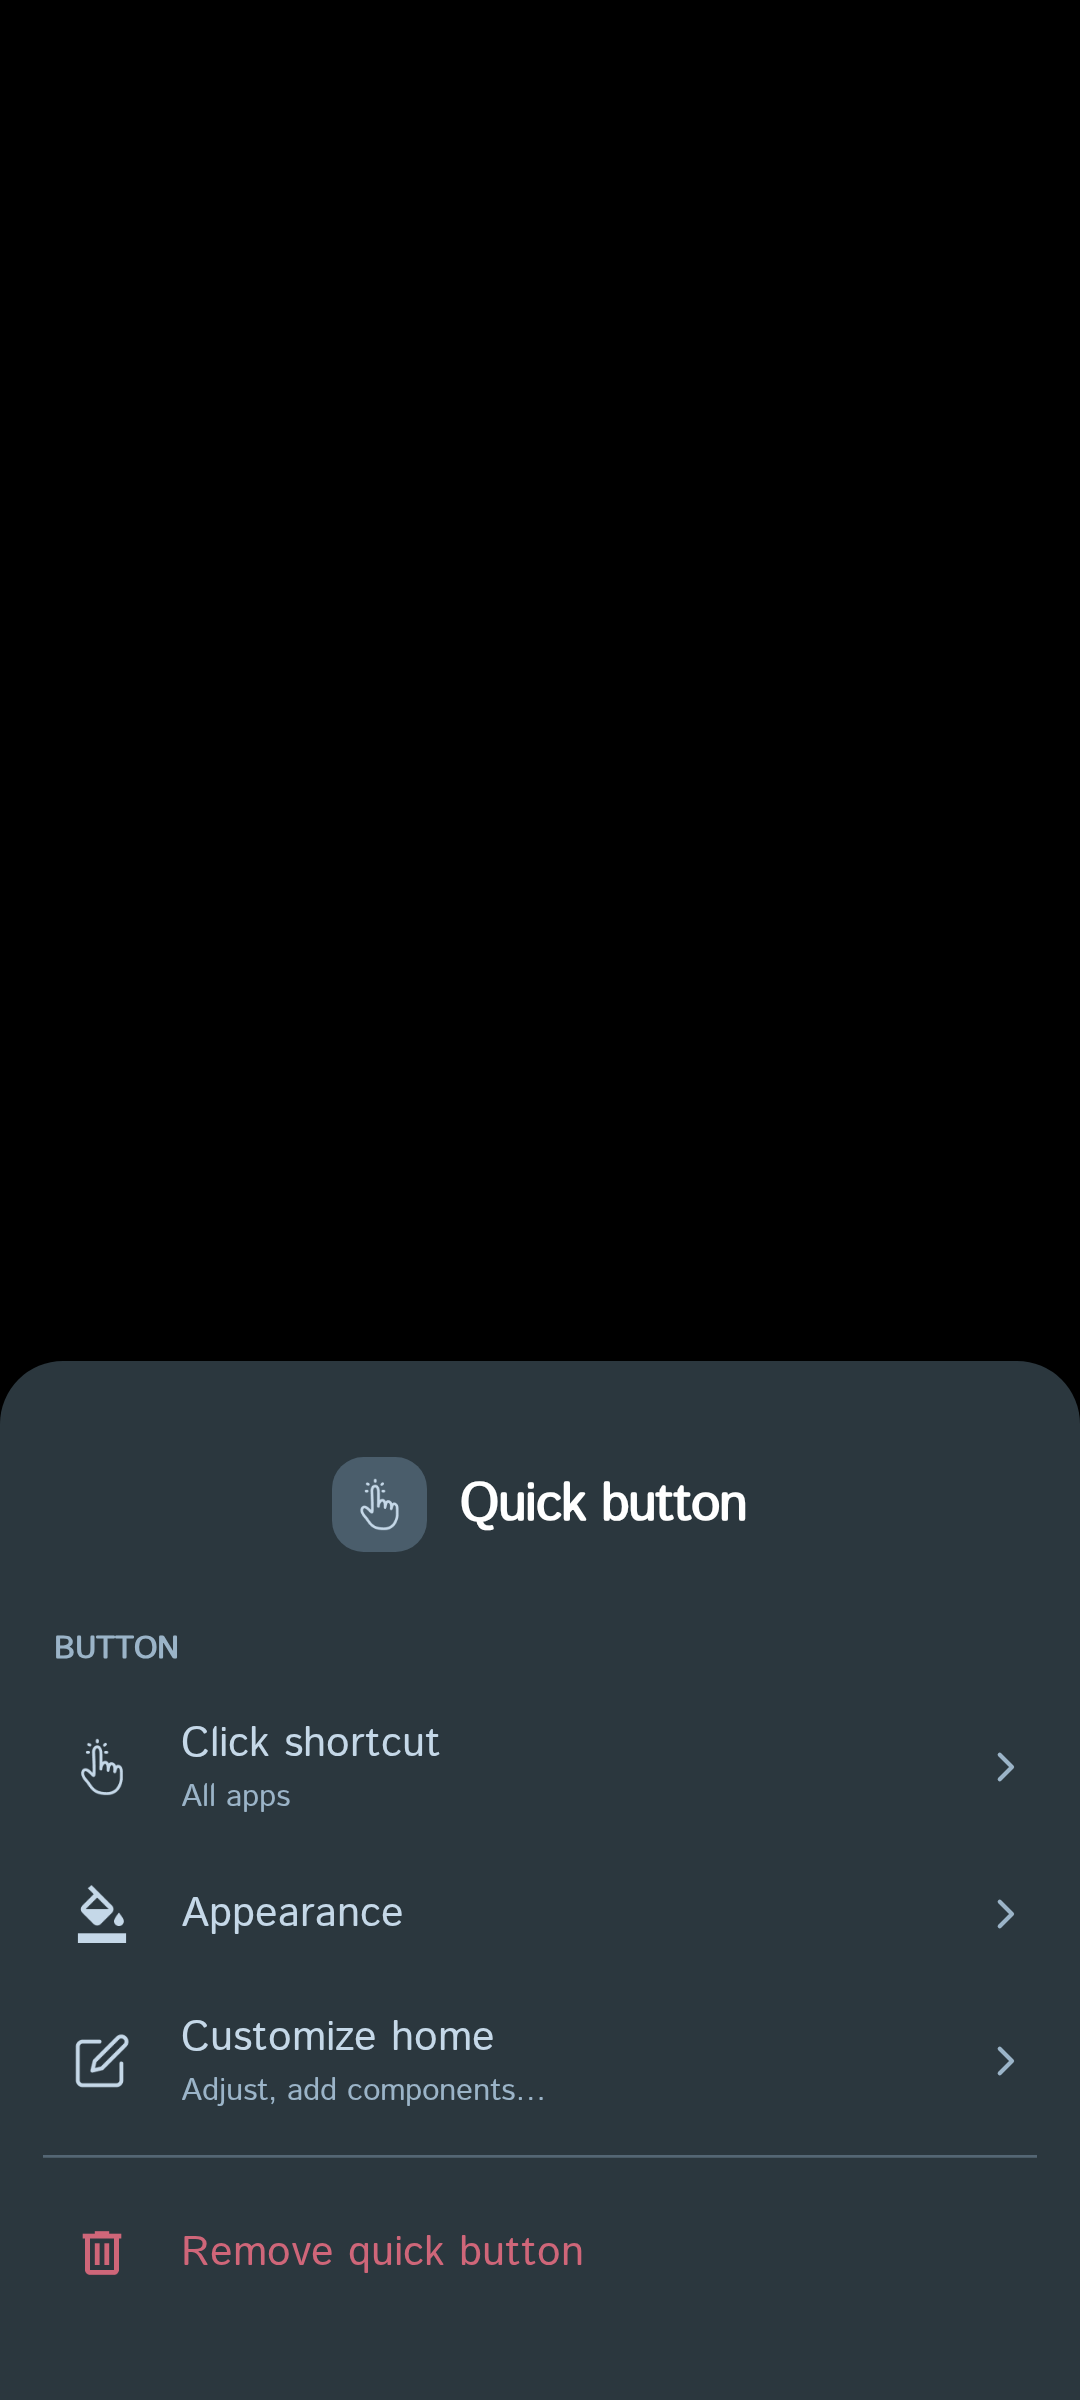 Quick button
BUTTON
Click shortcut
All apps
Appearance
Customize home
Adjust, add components...
Remove quick button